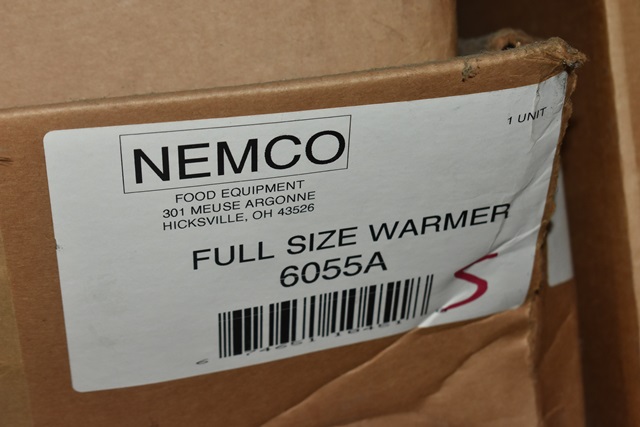 NEMCO
1 UNIT
FOOD EQUIPMENT
301 MEUSE ARGONNE
HICKSVILLE, OH 43526
FULL SIZE WARMER
6055A
S